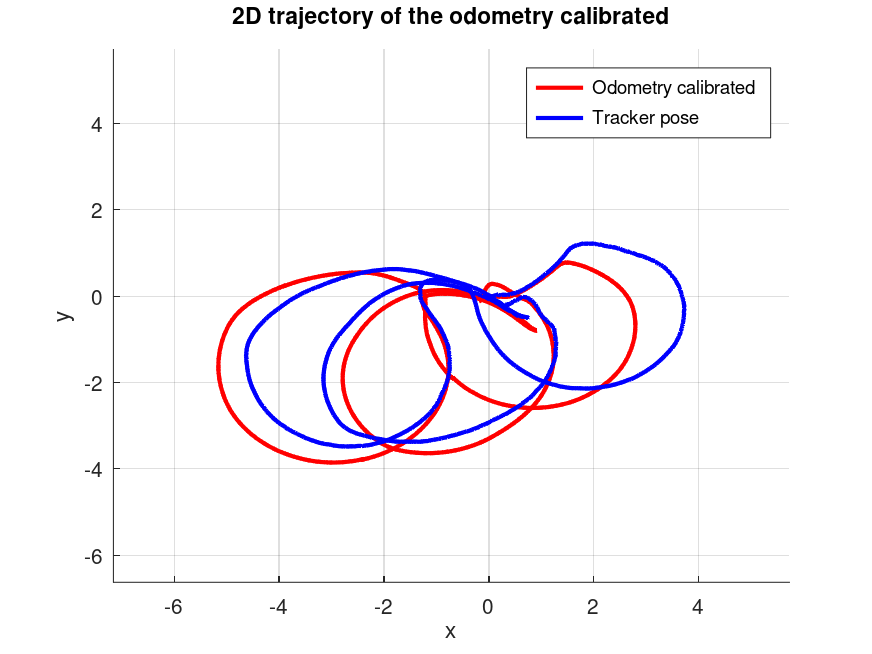 2D trajectory of the odometry calibrated
Odometry calibrated
Tracker pose
4
2
0
-2
-4
-6
y
-6
-4
-2
0
2
4
x